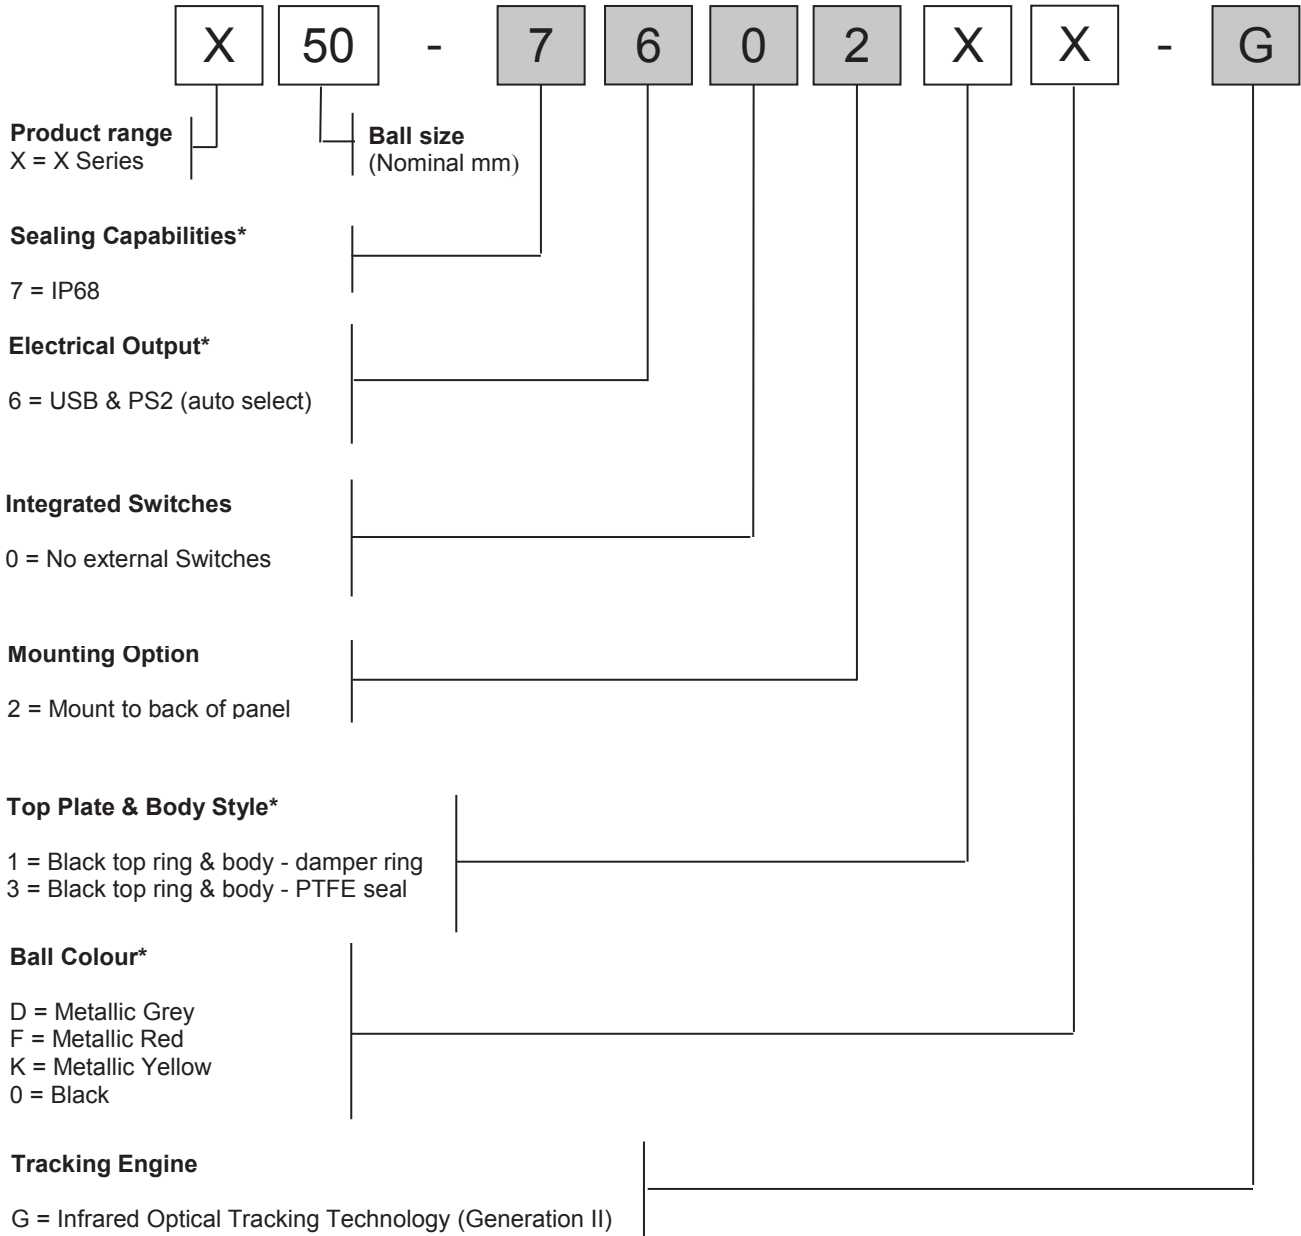 X 50 - 7 6 0 2 X X - G
Product range
X = X Series
Ball size
(Nominal mm)
Sealing Capabilities*
7 = IP68
Electrical Output*
6 = USB & PS2 (auto select)
Integrated Switches
0 = No external Switches
Mounting Option
2 = Mount to back of panel
Top Plate & Body Style*
1 = Black top ring & body - damper ring
3 = Black top ring & body - PTFE seal
Ball Colour*
D = Metallic Grey
F = Metallic Red
K = Metallic Yellow
0 = Black
Tracking Engine
G = Infrared Optical Tracking Technology (Generation II)